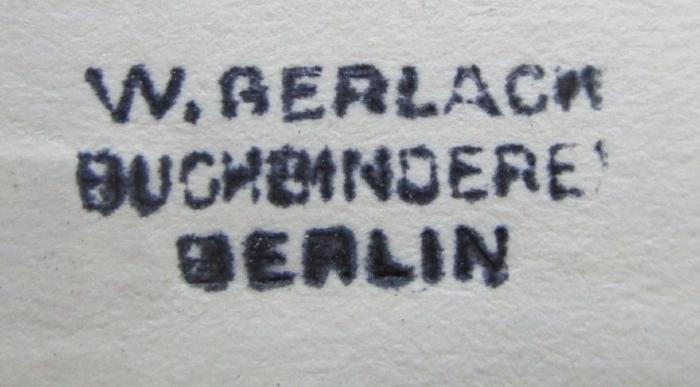 W. GERLACH
BUCHBINDEREI
BERLIN